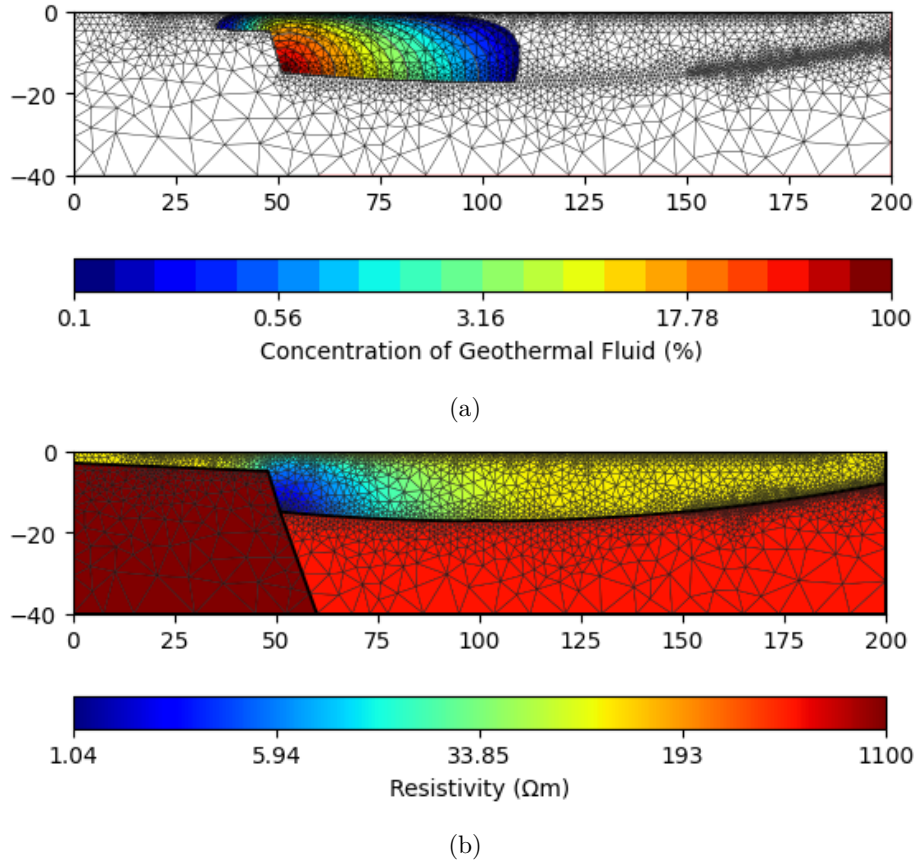 0
−20
−40
0 25 50 75 100 125 150 175 200
0.1 0.56 3.16 17.78 100
Concentration of Geothermal Fluid (%)
(a)
0
−20
−40
0 25 50 75 100 125 150 175 200
1.04 5.94 33.85 193 1100
Resistivity (Ωm)
(b)